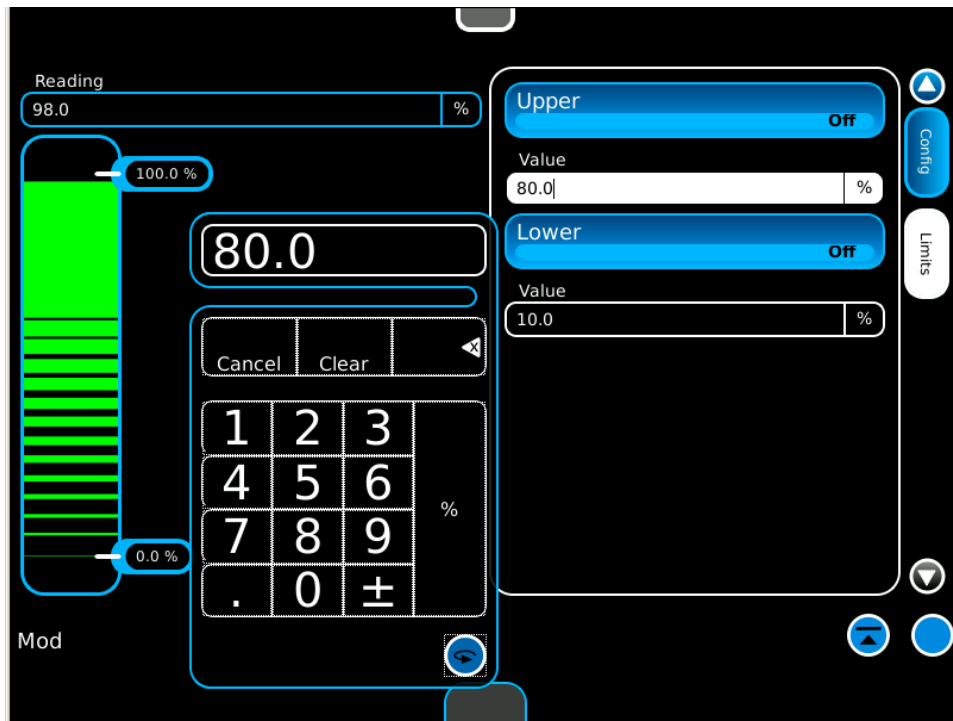 Reading
98.0 %
100.0 %
0.0 %
Mod
80.0
Cancel Clear X
1 2 3
4 5 6
7 8 9
. 0 ±
%
Upper
Off
Value
80.0 %
Lower
Off
Value
10.0 %
Config
Limits